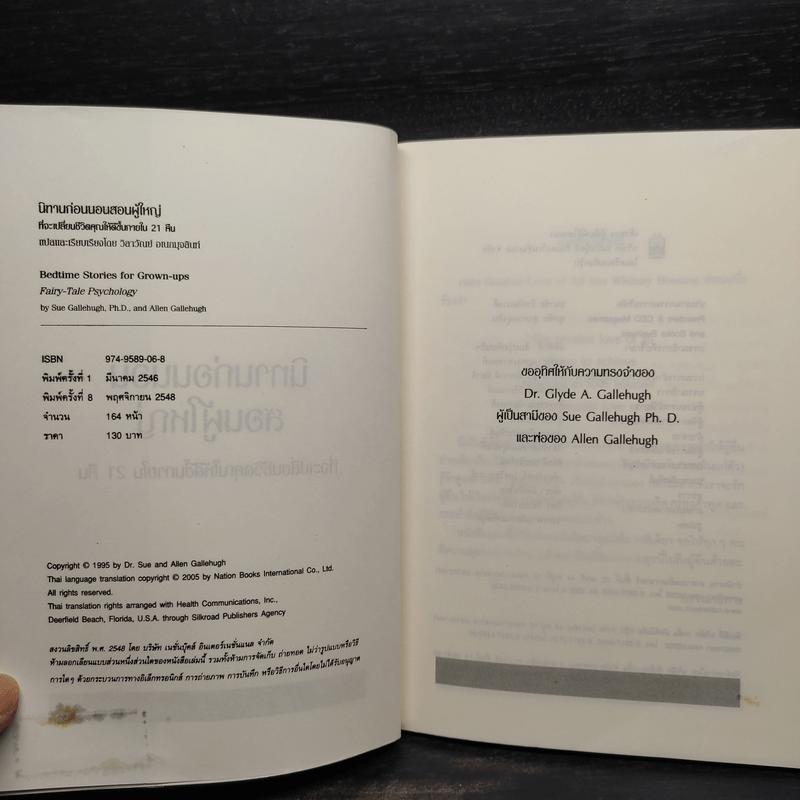 นิทานก่อนนอนสอนผู้ใหญ่
ที่จะเปลี่ยนชีวิตคุณให้ดีขึ้นภายใน 21 คืน
แปลและเรียบเรียงโดย วิลาวัณย์ อเนกมุจลินท์
Bedtime Stories for Grown-ups
Fairy-Tale Psychology
by Sue Gallehugh, Ph.D., and Allen Gallehugh
ISBN 974-9589-06-8
พิมพ์ครั้งที่ 1 มีนาคม 2546
พิมพ์ครั้งที่ 8 พฤศจิกายน 2548
จำนวน 164 หน้า
ราคา 130 บาท
Copyright © 1995 by Dr. Sue and Allen Gallehugh
Thai language translation copyright © 2005 by Nation Books International Co., Ltd.
All rights reserved.
Thai translation rights arranged with Health Communications, Inc.,
Deerfield Beach, Florida, U.S.A. through Silkroad Publishers Agency
สงวนลิขสิทธิ์ พ.ศ. 2548 โดย บริษัท เนชั่นบุ๊คส์ อินเตอร์เนชั่นแนล จำกัด
ห้ามลอกเลียนแบบส่วนหนึ่งส่วนใดของหนังสือเล่มนี้ รวมทั้งห้ามการจัดเก็บ ถ่ายทอด ไม่ว่ารูปแบบหรือวิธี
การใดๆ ด้วยกระบวนการทางอิเล็กทรอนิกส์ การถ่ายภาพ การบันทึก หรือวิธีการอื่นใดโดยไม่ได้รับอนุญาต
ขออุทิศให้กับความทรงจำของ
Dr. Glyde A. Gallehugh
ผู้เป็นสามีของ Sue Gallehugh Ph. D.
และพ่อของ Allen Gallehugh